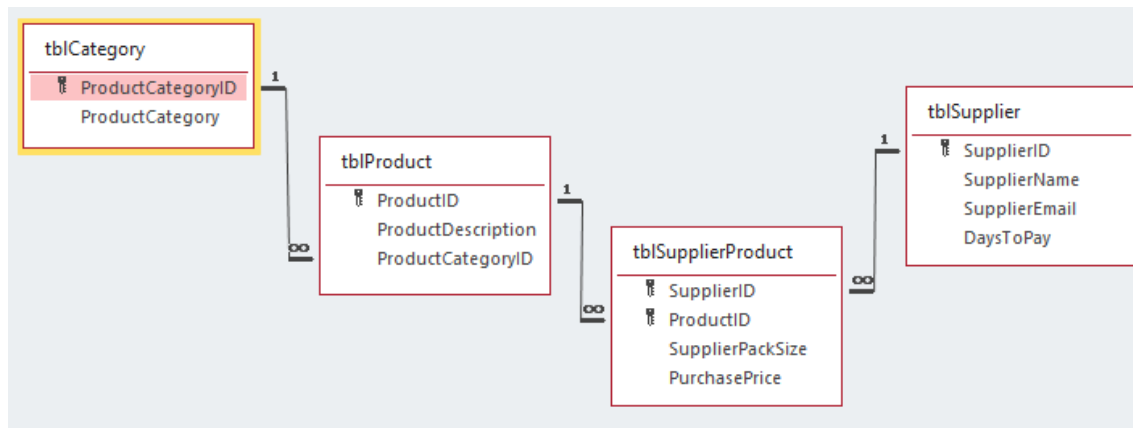 tblCategory
ProductCategoryID
ProductCategory
1
∞
tblProduct
ProductID
ProductDescription
ProductCategoryID
1
∞
tblSupplierProduct
SupplierID
ProductID
SupplierPackSize
PurchasePrice
1
∞
tblSupplier
SupplierID
SupplierName
SupplierEmail
DaysToPay